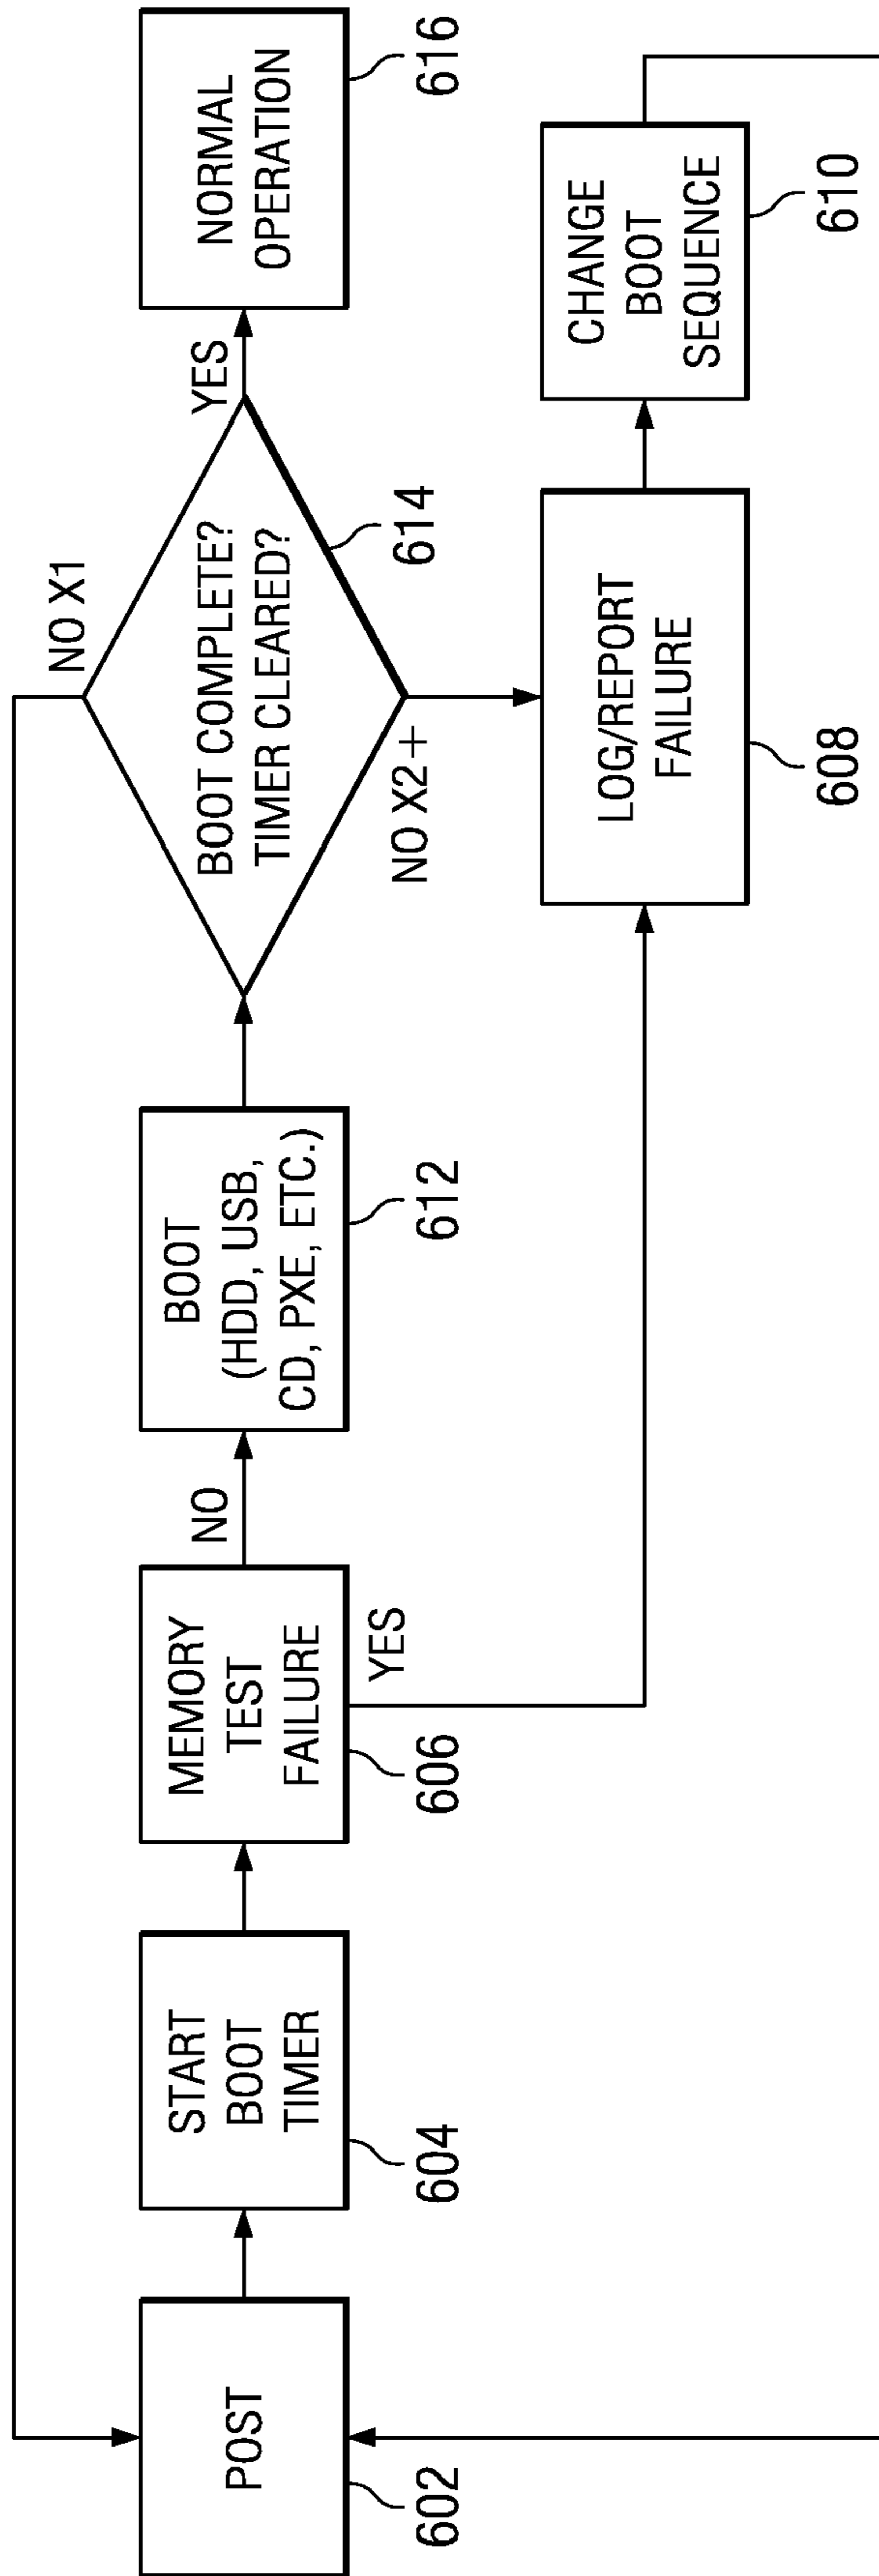 POST
602
START
BOOT
TIMER
604
MEMORY
TEST
FAILURE
606
NO
YES
BOOT
(HDD, USB,
CD, PXE, ETC.)
612
BOOT COMPLETE?
TIMER CLEARED?
614
NO X1
YES
NO X2+
NORMAL
OPERATION
616
LOG/REPORT
FAILURE
608
CHANGE
BOOT
SEQUENCE
610